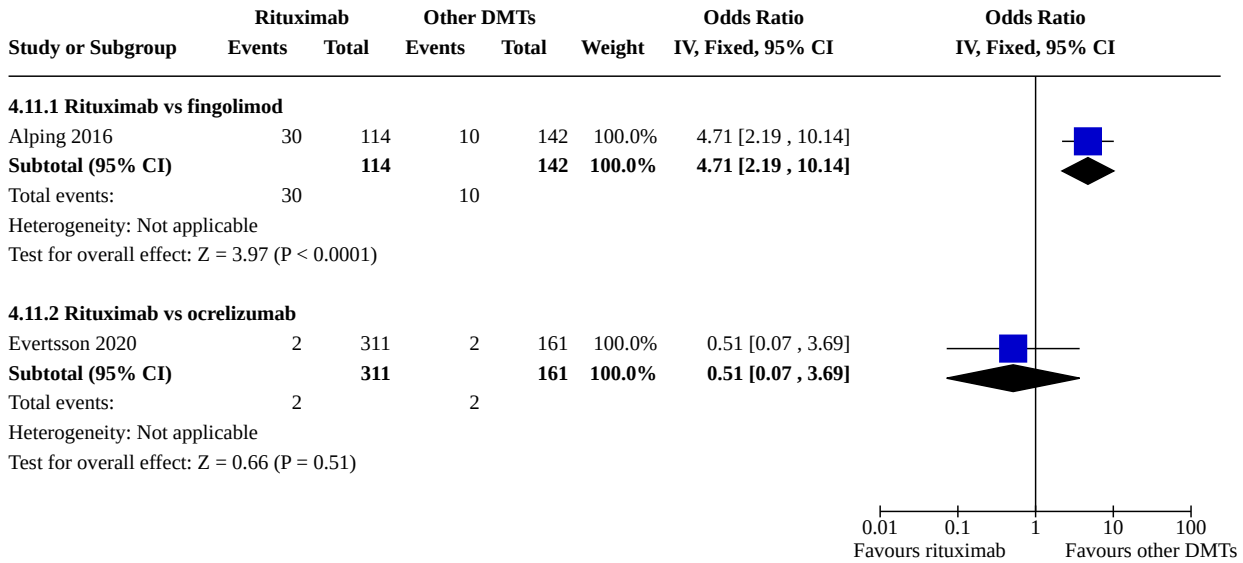 Rituximab Other DMTs Odds Ratio Odds Ratio
Study or Subgroup Events Total Events Total Weight IV, Fixed, 95% CI IV, Fixed, 95% CI
4.11.1 Rituximab vs fingolimod
Alping 2016 30 114 10 142 100.0% 4.71 [2.19 , 10.14]
Subtotal (95% CI) 114 142 100.0% 4.71 [2.19 , 10.14]
Total events: 30 10
Heterogeneity: Not applicable
Test for overall effect: Z = 3.97 (P < 0.0001)
4.11.2 Rituximab vs ocrelizumab
Evertsson 2020 2 311 2 161 100.0% 0.51 [0.07 , 3.69]
Subtotal (95% CI) 311 161 100.0% 0.51 [0.07 , 3.69]
Total events: 2 2
Heterogeneity: Not applicable
Test for overall effect: Z = 0.66 (P = 0.51)
0.01 0.1 1 10 100
Favours rituximab Favours other DMTs